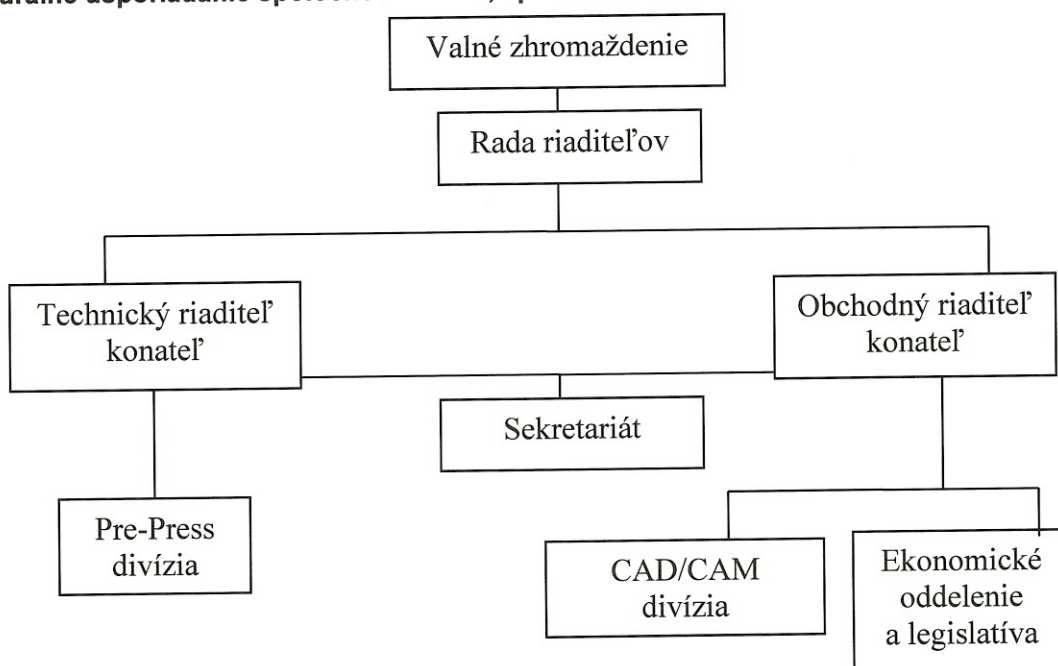 usporiadanie
Valné zhromaždenie
Rada riaditeľov
Technický riaditeľ
konateľ
Obchodný riaditeľ
konateľ
Sekretariát
Pre-Press
divízia
CAD/CAM
divízia
Ekonomické
oddelenie
a legislatíva